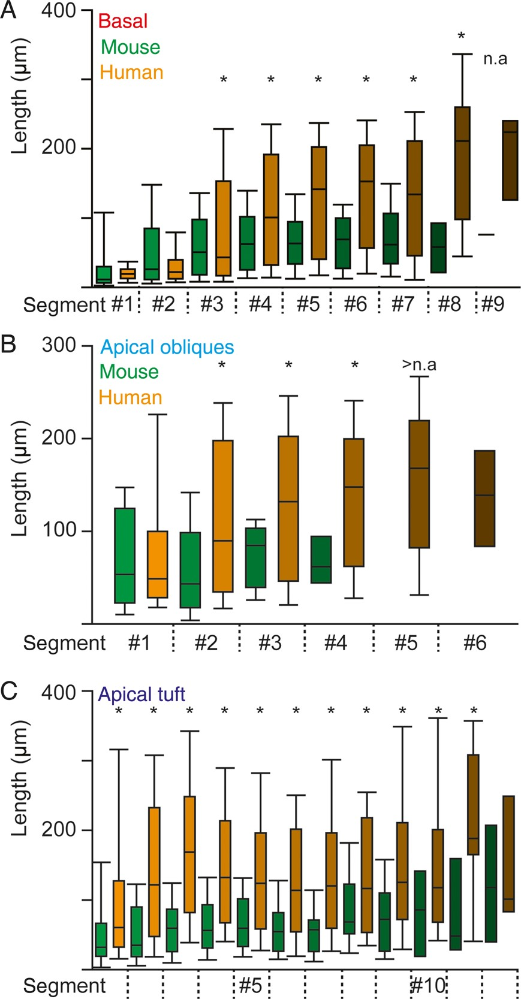 A
400
Basal
Mouse
Human
Length (µm)
200
* * * * * * n.a
Segment #1 #2 #3 #4 #5 #6 #7 #8 #9
B
300
Apical obliques
Mouse
Human
* * * >n.a
Length (µm)
200
100
Segment #1 #2 #3 #4 #5 #6
C
400
Apical tuft
* * * * * * * * * * *
Length (µm)
200
Segment #5 #10